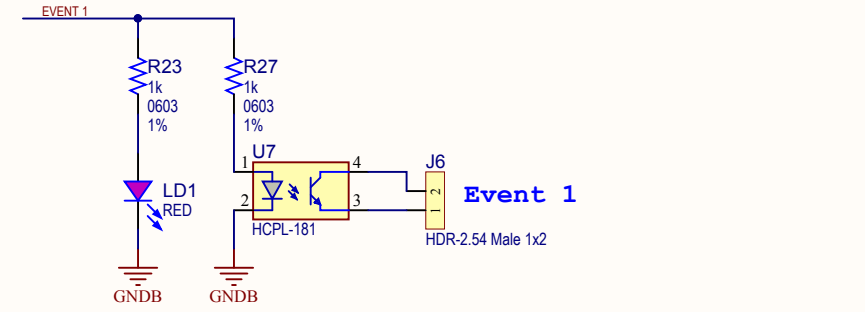 EVENT 1
R23
1k
0603
1%
R27
1k
0603
1%
U7
1
2
4
3
HCPL-181
LD1
RED
J6
2
1
Event 1
HDR-2.54 Male 1x2
GNDB
GNDB